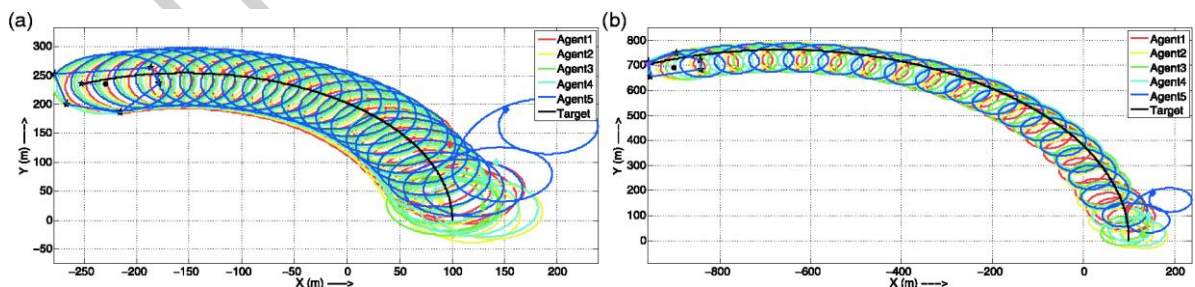 (a)
300
250
200
150
100
50
0
−50
Y (m) ---->
−250 −200 −150 −100 −50 0 50 100 150 200
X (m) ---->
Agent1
Agent2
Agent3
Agent4
Agent5
Target
(b)
800
700
600
500
400
300
200
100
0
Y (m) ---->
−800 −600 −400 −200 0 200
X (m) ---->
Agent1
Agent2
Agent3
Agent4
Agent5
Target